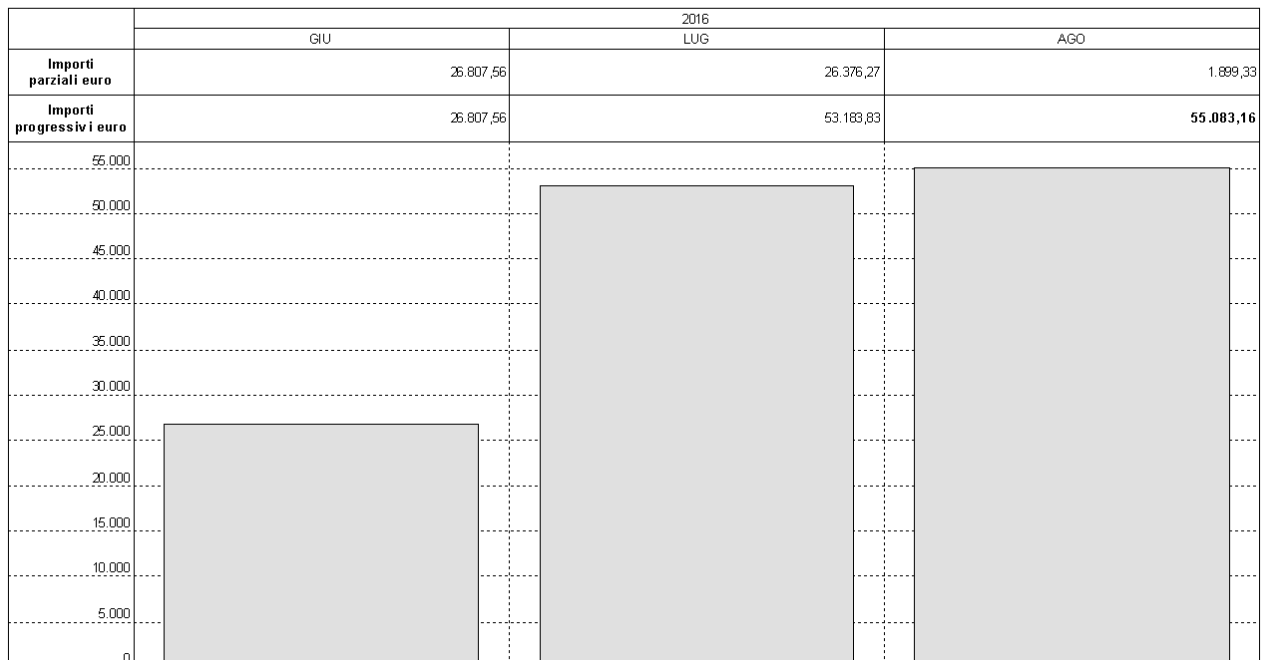 2016
GIU LUG AGO
Importi
parziali euro
26.807,56 26.376,27 1.899,33
Importi
progressivi euro
26.807,56 53.183,83 55.083,16
55.000
50.000
45.000
40.000
35.000
30.000
25.000
20.000
15.000
10.000
5.000
0